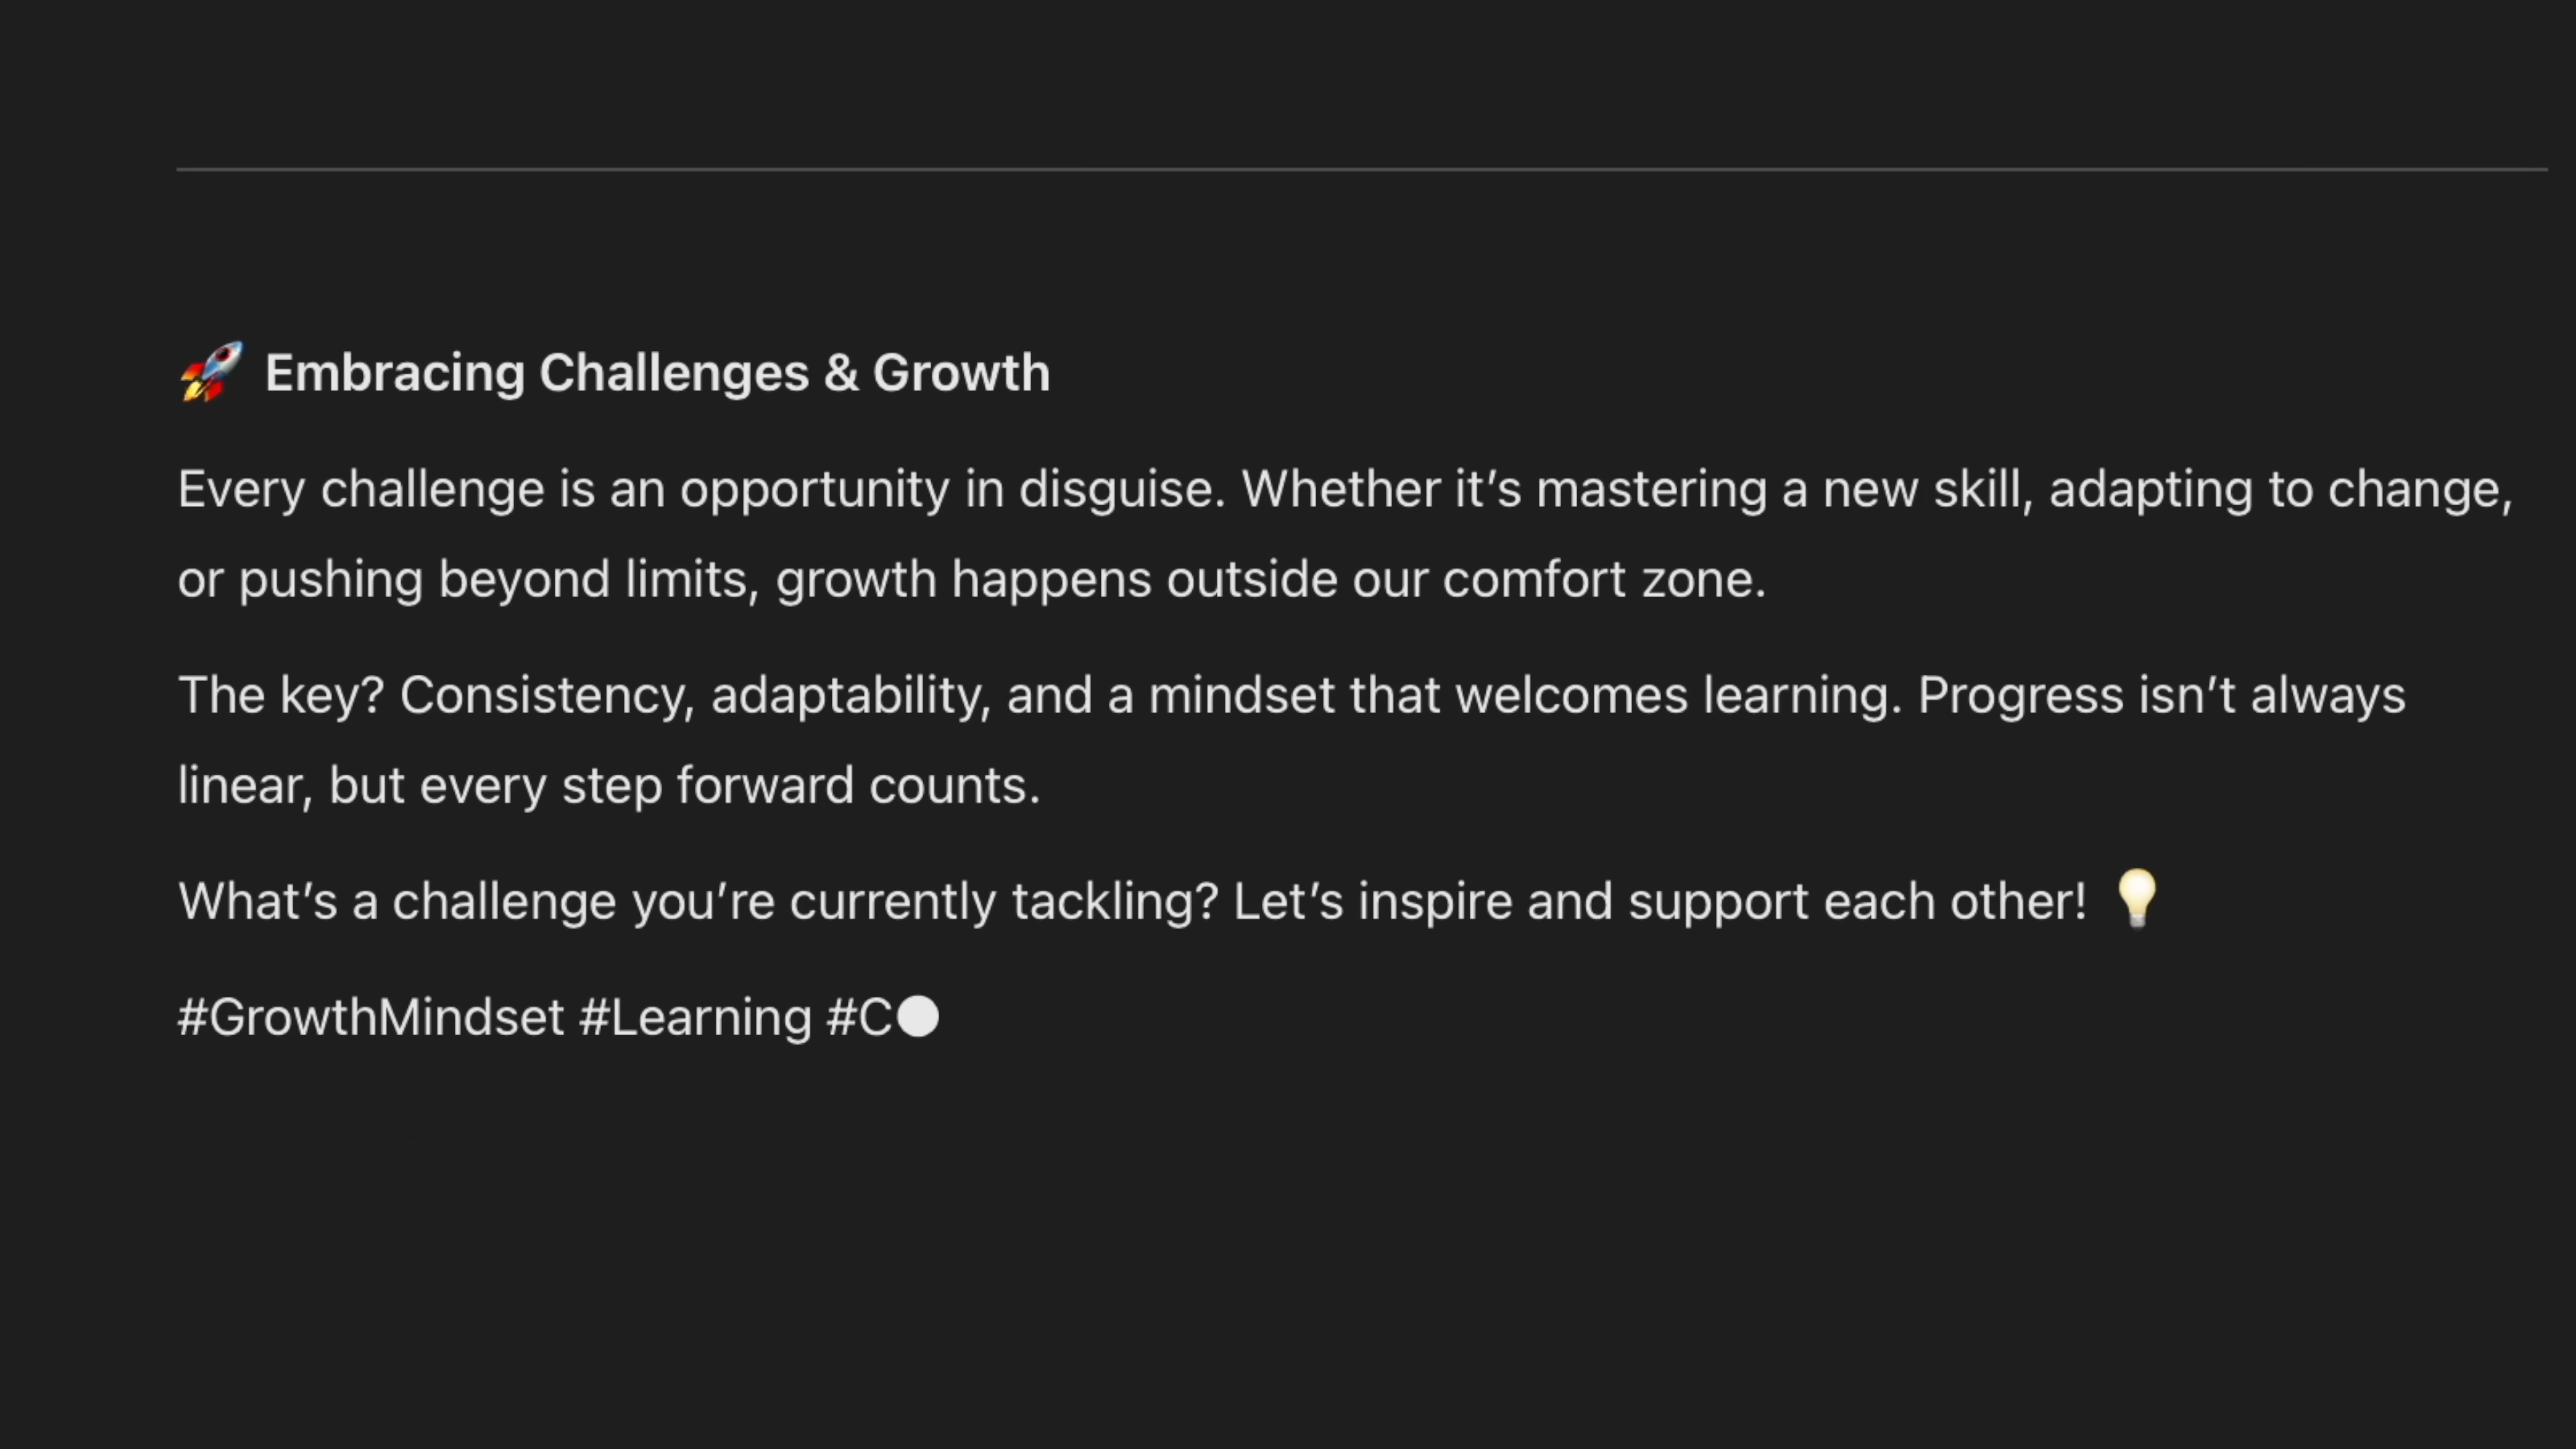 🚀 Embracing Challenges & Growth
Every challenge is an opportunity in disguise. Whether it’s mastering a new skill, adapting to change,
or pushing beyond limits, growth happens outside our comfort zone.
The key? Consistency, adaptability, and a mindset that welcomes learning. Progress isn’t always
linear, but every step forward counts.
What’s a challenge you’re currently tackling? Let’s inspire and support each other! 💡
#GrowthMindset #Learning #C